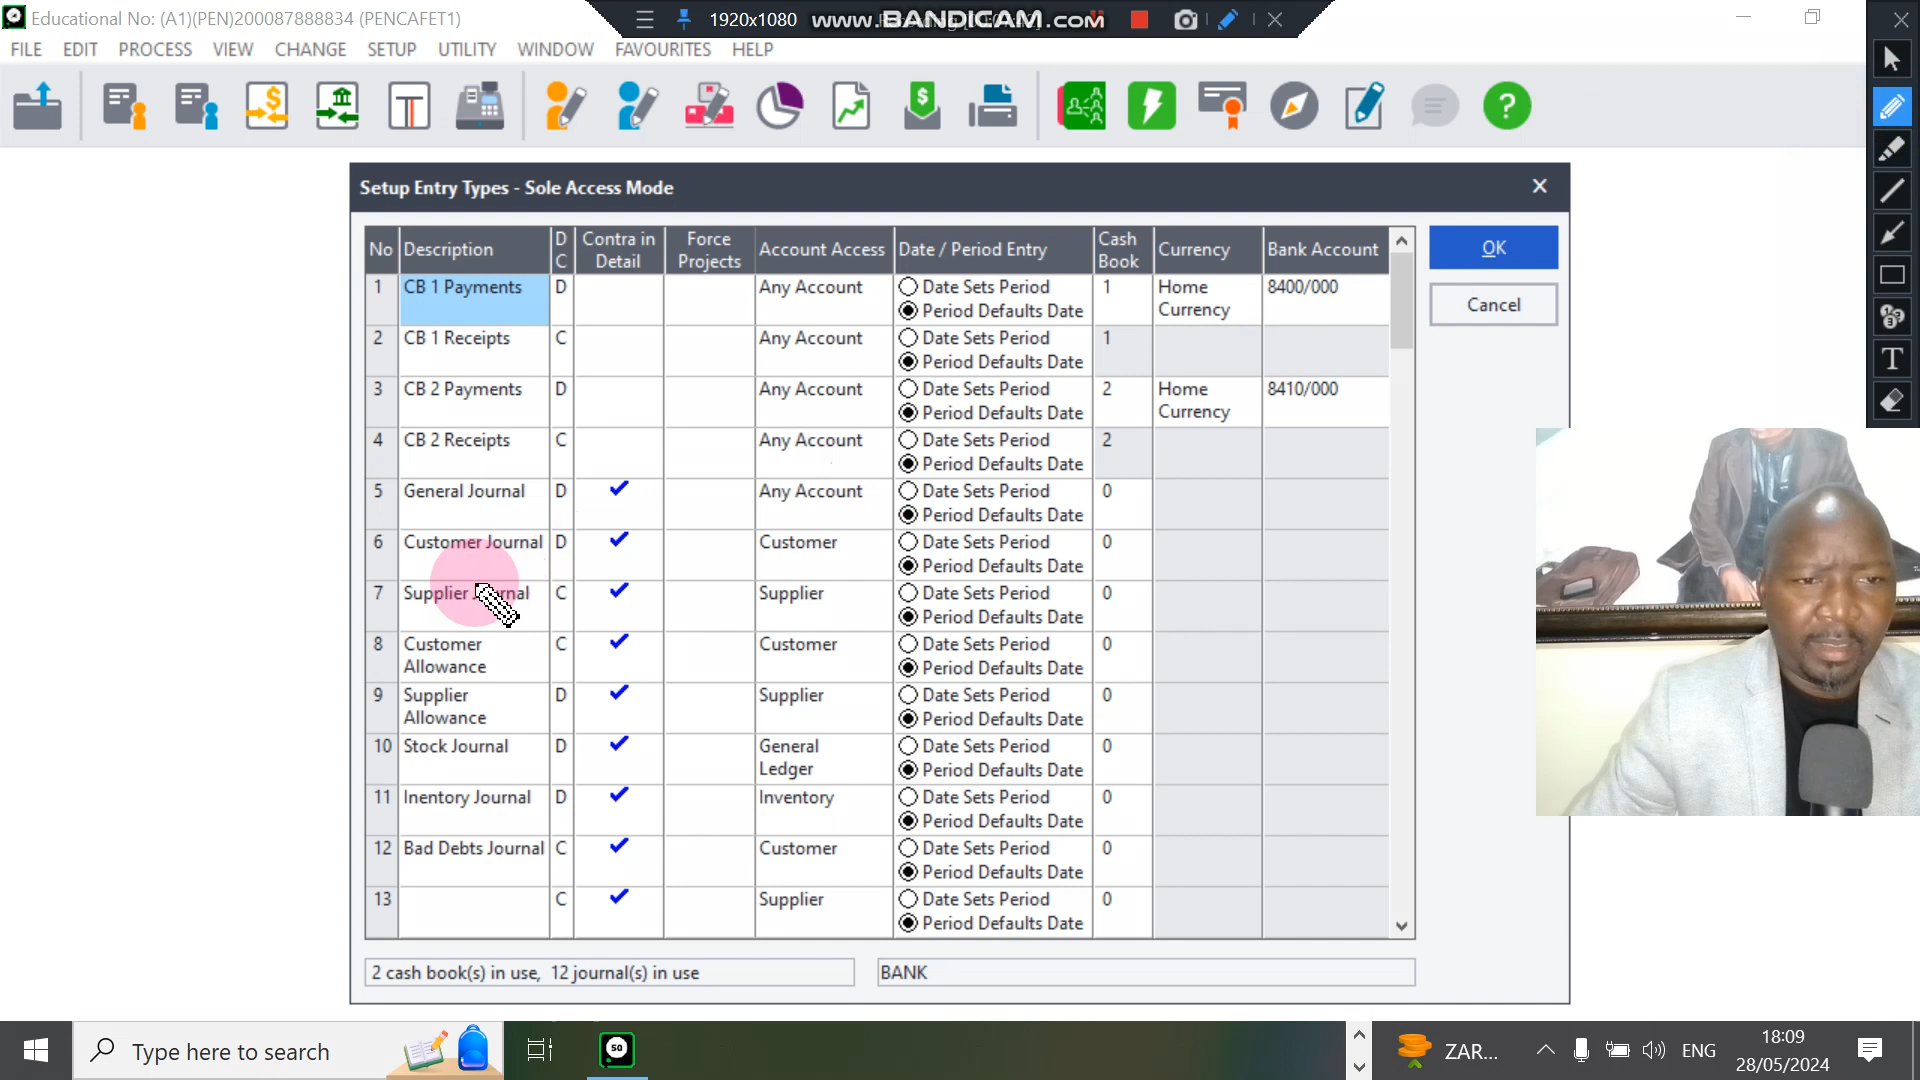 Educational No: (A1)(PEN)200087888834 (PENCAFET1)
1920x1080
www.BANDICAM.com
FILE EDIT PROCESS VIEW CHANGE SETUP UTILITY WINDOW FAVOURITES HELP
Setup Entry Types - Sole Access Mode
No Description D C Contra in Detail Force Projects Account Access Date / Period Entry Cash Book Currency Bank Account
OK
Cancel
1 CB 1 Payments D Any Account Date Sets Period 1 Home Currency 8400/000
Period Defaults Date
2 CB 1 Receipts C Any Account Date Sets Period 1
Period Defaults Date
3 CB 2 Payments D Any Account Date Sets Period 2 Home Currency 8410/000
Period Defaults Date
4 CB 2 Receipts C Any Account Date Sets Period 2
Period Defaults Date
5 General Journal D Any Account Date Sets Period 0
Period Defaults Date
6 Customer Journal D Customer Date Sets Period 0
Period Defaults Date
7 Supplier Journal C Supplier Date Sets Period 0
Period Defaults Date
8 Customer Allowance C Customer Date Sets Period 0
Period Defaults Date
9 Supplier Allowance D Supplier Date Sets Period 0
Period Defaults Date
10 Stock Journal D General Ledger Date Sets Period 0
Period Defaults Date
11 Inentory Journal D Inventory Date Sets Period 0
Period Defaults Date
12 Bad Debts Journal C Customer Date Sets Period 0
Period Defaults Date
13 C Supplier Date Sets Period 0
Period Defaults Date
2 cash book(s) in use, 12 journal(s) in use
BANK
Type here to search
50
ZAR...
ENG
18:09
28/05/2024